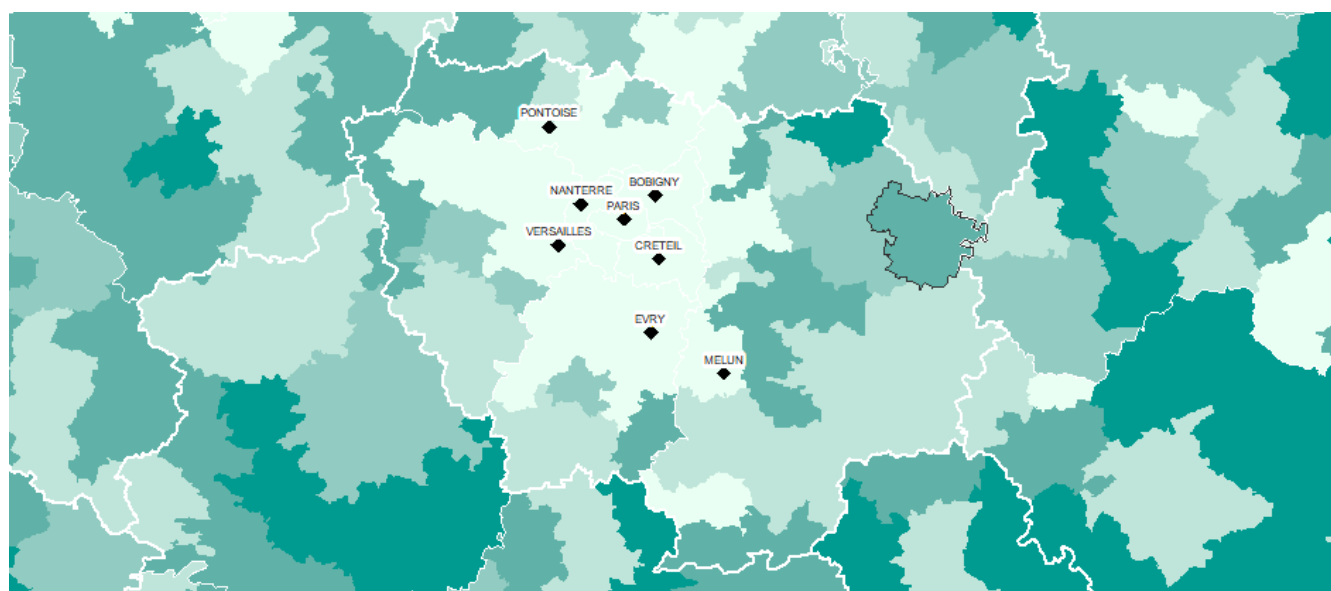 PONTOISE
BOBIGNY
NANTERRE
PARIS
VERSAILLES
CRETEIL
EVRY
MELUN